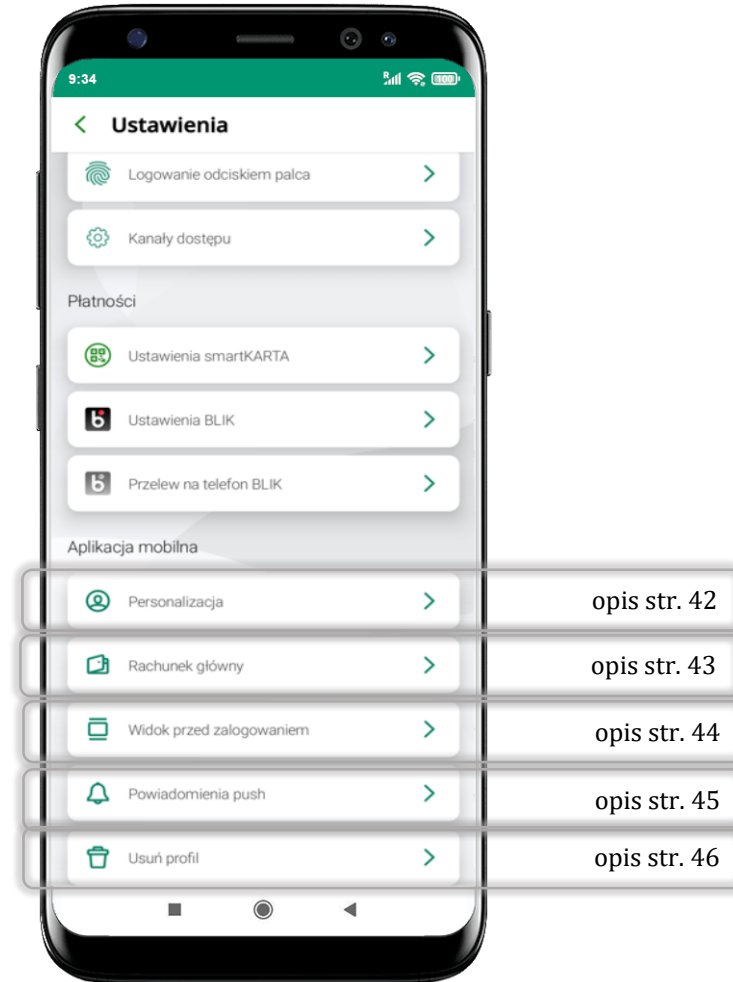 9:34
R
100
Ustawienia
Logowanie odciskiem palca
Kanały dostępu
Płatności
Ustawienia smartKARTA
Ustawienia BLIK
Przelew na telefon BLIK
Aplikacja mobilna
Personalizacja opis str. 42
Rachunek główny opis str. 43
Widok przed zalogowaniem opis str. 44
Powiadomienia push opis str. 45
Usuń profil opis str. 46